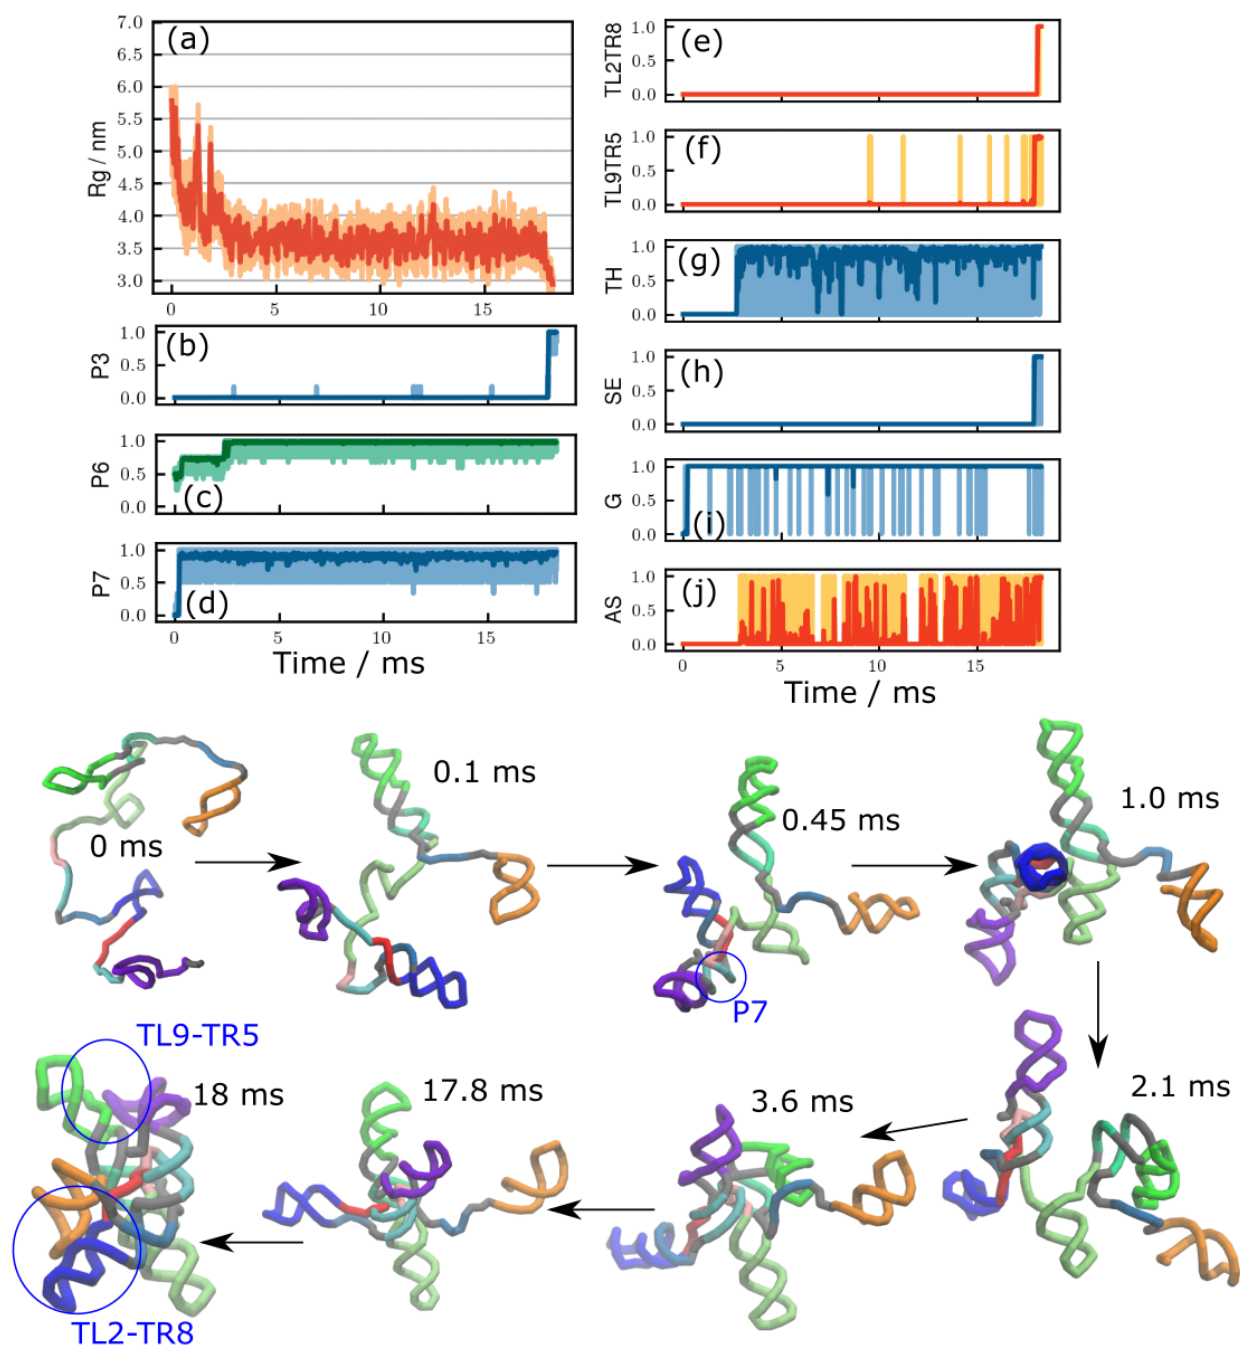 (a)
Rg / nm
7.0
6.5
6.0
5.5
5.0
4.5
4.0
3.5
3.0
0 5 10 15
(b)
P3
1.0
0.5
0.0
(c)
P6
1.0
0.5
0.0
(d)
P7
1.0
0.5
0.0
0 5 10 15
Time / ms
(e)
TL2TR8
1.0
0.5
0.0
(f)
TL9TR5
1.0
0.5
0.0
(g)
TH
1.0
0.5
0.0
(h)
SE
1.0
0.5
0.0
(i)
G
1.0
0.5
0.0
(j)
AS
1.0
0.5
0.0
0 5 10 15
Time / ms
0 ms
0.1 ms
0.45 ms
P7
1.0 ms
2.1 ms
3.6 ms
17.8 ms
18 ms
TL9-TR5
TL2-TR8